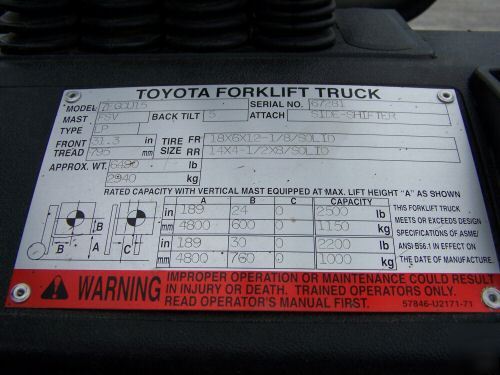 TOYOTA FORKLIFT TRUCK
MODEL 7FGCU15 SERIAL NO. 67281
MAST FSV BACK TILT 5 ATTACH SIDE-SHIFTER
TYPE LP
FRONT TREAD 31.3 in TIRE SIZE FR 18X6X12-1/8/SOLID
795 mm RR 14X4-1/2X8/SOLID
APPROX. WT. lb
2940 kg
RATED CAPACITY WITH VERTICAL MAST EQUIPPED AT MAX. LIFT HEIGHT "A" AS SHOWN
A B C CAPACITY
in 189 24 0 2500 lb
mm 4800 600 0 1150 kg
in 189 30 0 2200 lb
mm 4800 760 0 1000 kg
B C
B A C
THIS FORKLIFT TRUCK
MEETS OR EXCEEDS DESIGN
SPECIFICATIONS OF ASME/
ANSI B56.1 IN EFFECT ON
THE DATE OF MANUFACTURE.
WARNING
IMPROPER OPERATION OR MAINTENANCE COULD RESULT
IN INJURY OR DEATH. TRAINED OPERATORS ONLY.
READ OPERATOR'S MANUAL FIRST. 57846-U2171-71